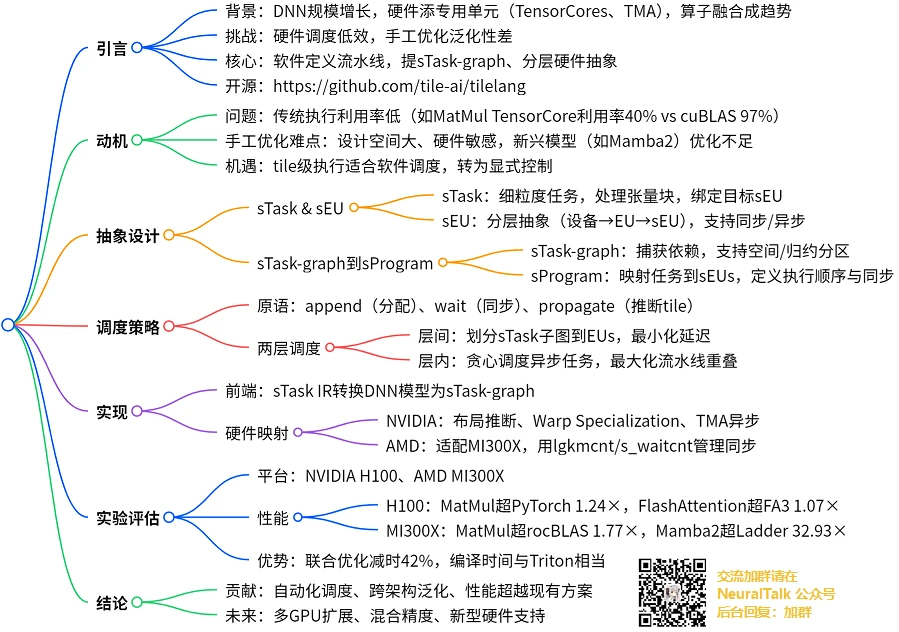 引言
背景：DNN规模增长，硬件添专用单元（TensorCores、TMA），算子融合成趋势
挑战：硬件调度低效，手工优化泛化性差
核心：软件定义流水线，提sTask-graph、分层硬件抽象
开源：https://github.com/tile-ai/tilelang
动机
问题：传统执行利用率低（如MatMul TensorCore利用率40% vs cuBLAS 97%）
手工优化难点：设计空间大、硬件敏感，新兴模型（如Mamba2）优化不足
机遇：tile级执行适合软件调度，转为显式控制
抽象设计
sTask & sEU
sTask：细粒度任务，处理张量块，绑定目标sEU
sEU：分层抽象（设备→EU→sEU），支持同步/异步
sTask-graph到sProgram
sTask-graph：捕获依赖，支持空间/归约分区
sProgram：映射任务到sEUs，定义执行顺序与同步
调度策略
原语：append（分配）、wait（同步）、propagate（推断tile）
两层调度
层间：划分sTask子图到EUs，最小化延迟
层内：贪心调度异步任务，最大化流水线重叠
实现
前端：sTask IR转换DNN模型为sTask-graph
硬件映射
NVIDIA：布局推断、Warp Specialization、TMA异步
AMD：适配MI300X，用lgkmcnt/s_waitcnt管理同步
实验评估
平台：NVIDIA H100、AMD MI300X
性能
H100：MatMul超PyTorch 1.24×，FlashAttention超FA3 1.07×
MI300X：MatMul超rocBLAS 1.77×，Mamba2超Ladder 32.93×
优势：联合优化减时42%，编译时间与Triton相当
结论
贡献：自动化调度、跨架构泛化、性能超越现有方案
未来：多GPU扩展、混合精度、新型硬件支持
交流加群请在
NeuralTalk 公众号
后台回复：加群